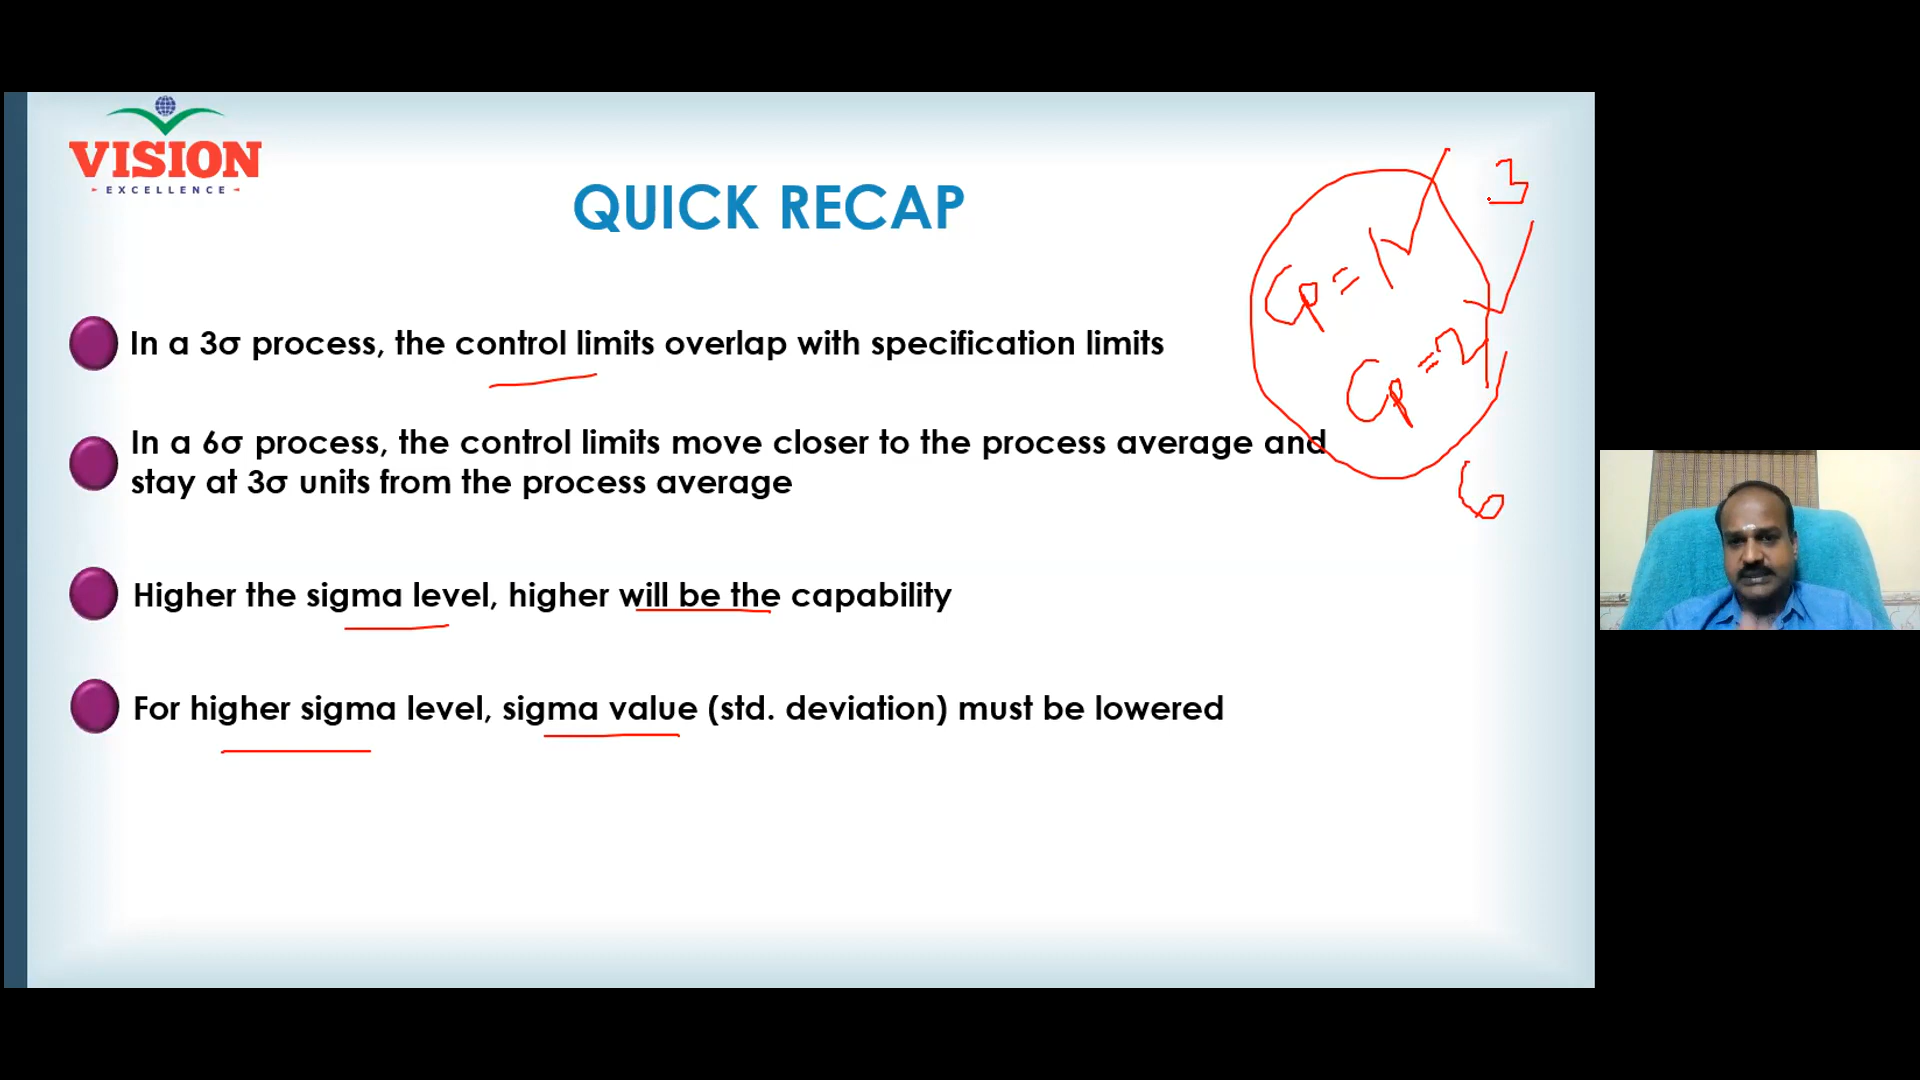 VISION
EXCELLENCE
QUICK RECAP
3
Cp = 1
Cp = 2
6
In a 3σ process, the control limits overlap with specification limits
In a 6σ process, the control limits move closer to the process average and
stay at 3σ units from the process average
Higher the sigma level, higher will be the capability
For higher sigma level, sigma value (std. deviation) must be lowered